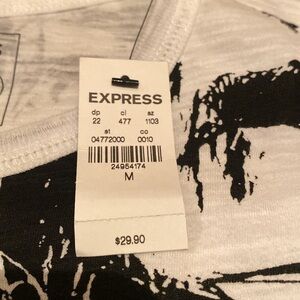 EXPRESS
dp cl sz
22 477 1103
st co
04772000 0010
24954174
M
$29.90